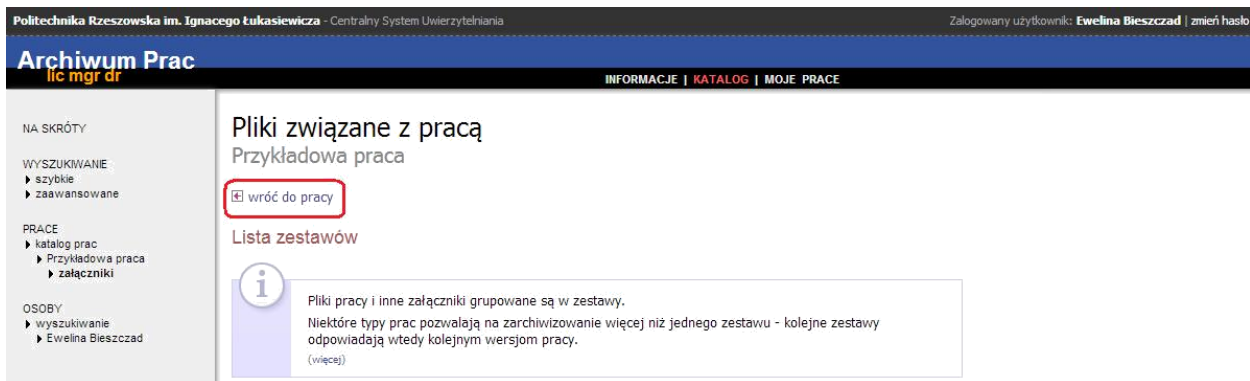 Politechnika Rzeszowska im. Ignacego Łukasiewicza - Centralny System Uwierzytelniania
Zalogowany użytkownik: Ewelina Bieszczad | zmień hasło
Archiwum Prac
lic mgr dr
INFORMACJE | KATALOG | MOJE PRACE
NA SKRÓTY
WYSZUKIWANIE
szybkie
zaawansowane
PRACE
katalog prac
Przykładowa praca
załączniki
OSOBY
wyszukiwanie
Ewelina Bieszczad
Pliki związane z pracą
Przykładowa praca
wróć do pracy
Lista zestawów
i
Pliki pracy i inne załączniki grupowane są w zestawy.
Niektóre typy prac pozwalają na zarchiwizowanie więcej niż jednego zestawu - kolejne zestawy
odpowiadają wtedy kolejnym wersjom pracy.
(więcej)